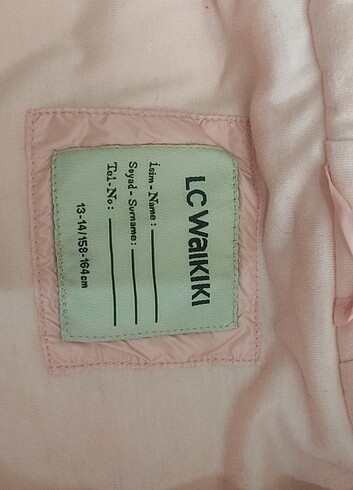 LC WAIKIKI
İsim - Name :
Soyad - Surname :
Tel-No :
13-14/158-164cm